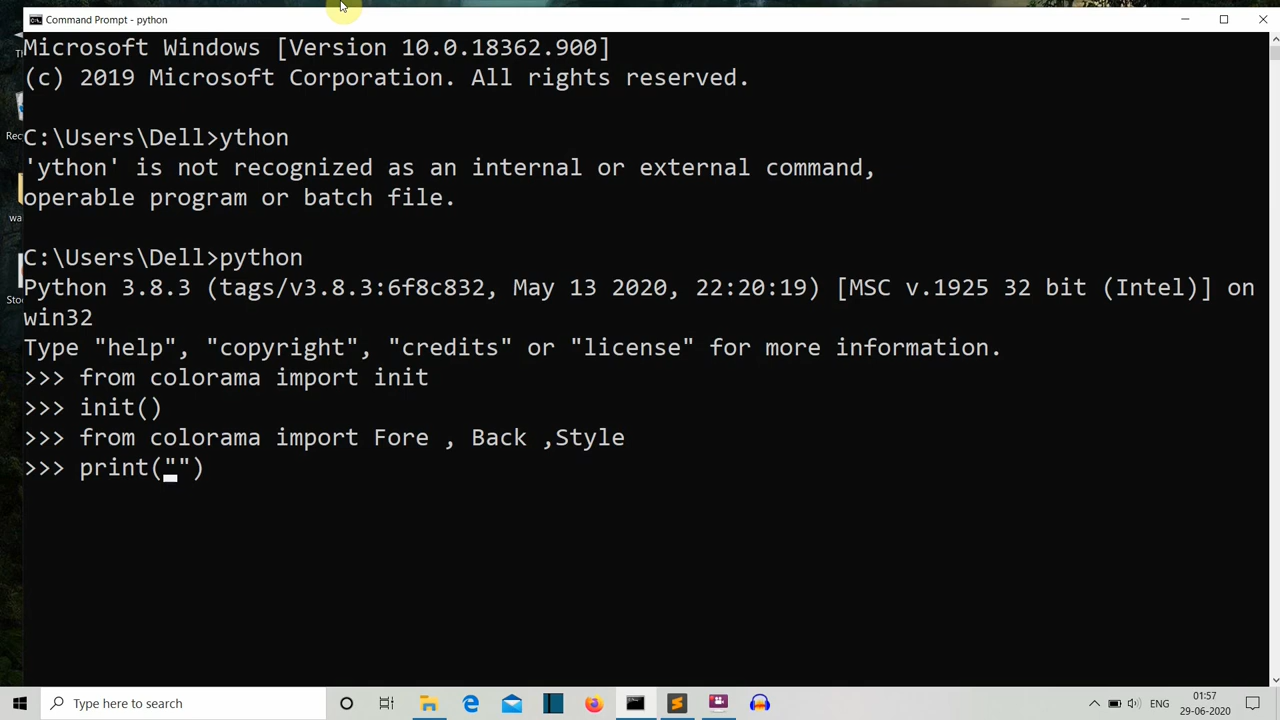 Command Prompt - python
Microsoft Windows [Version 10.0.18362.900]
(c) 2019 Microsoft Corporation. All rights reserved.
C:\Users\Dell>ython
'ython' is not recognized as an internal or external command,
operable program or batch file.
C:\Users\Dell>python
Python 3.8.3 (tags/v3.8.3:6f8c832, May 13 2020, 22:20:19) [MSC v.1925 32 bit (Intel)] on
win32
Type "help", "copyright", "credits" or "license" for more information.
>>> from colorama import init
>>> init()
>>> from colorama import Fore , Back ,Style
>>> print("")
Th
Rec
wa
Stoc
Type here to search
ENG
01:57
29-06-2020